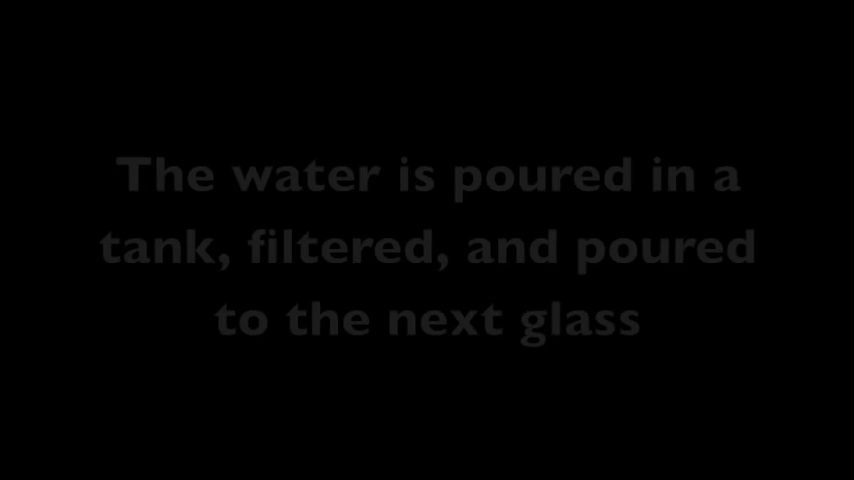 The water is poured in a
tank, filtered, and poured
to the next glass